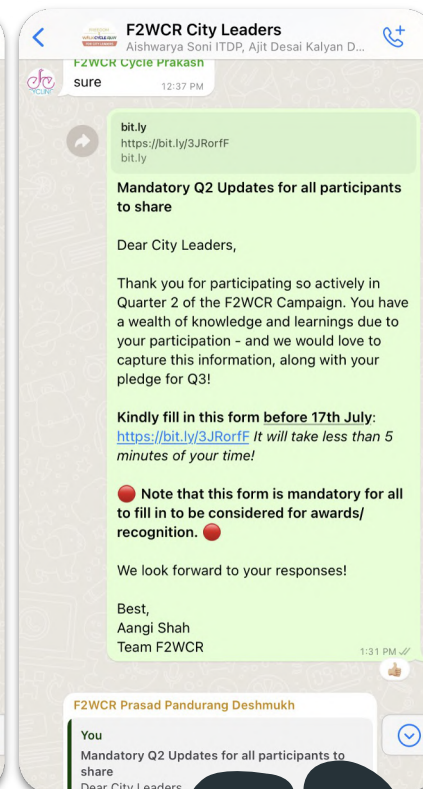 F2WCR City Leaders
Aishwarya Soni ITDP, Ajit Desai Kalyan D...
F2WCR Cycle Prakash
sure
12:37 PM
bit.ly
https://bit.ly/3JRorfF
bit.ly
Mandatory Q2 Updates for all participants
to share
Dear City Leaders,
Thank you for participating so actively in
Quarter 2 of the F2WCR Campaign. You have
a wealth of knowledge and learnings due to
your participation - and we would love to
capture this information, along with your
pledge for Q3!
Kindly fill in this form before 17th July:
https://bit.ly/3JRorfF It will take less than 5
minutes of your time!
🔴 Note that this form is mandatory for all
to fill in to be considered for awards/
recognition. 🔴
We look forward to your responses!
Best,
Aangi Shah
Team F2WCR
1:31 PM
F2WCR Prasad Pandurang Deshmukh
You
Mandatory Q2 Updates for all participants to
share
Dear City Leaders